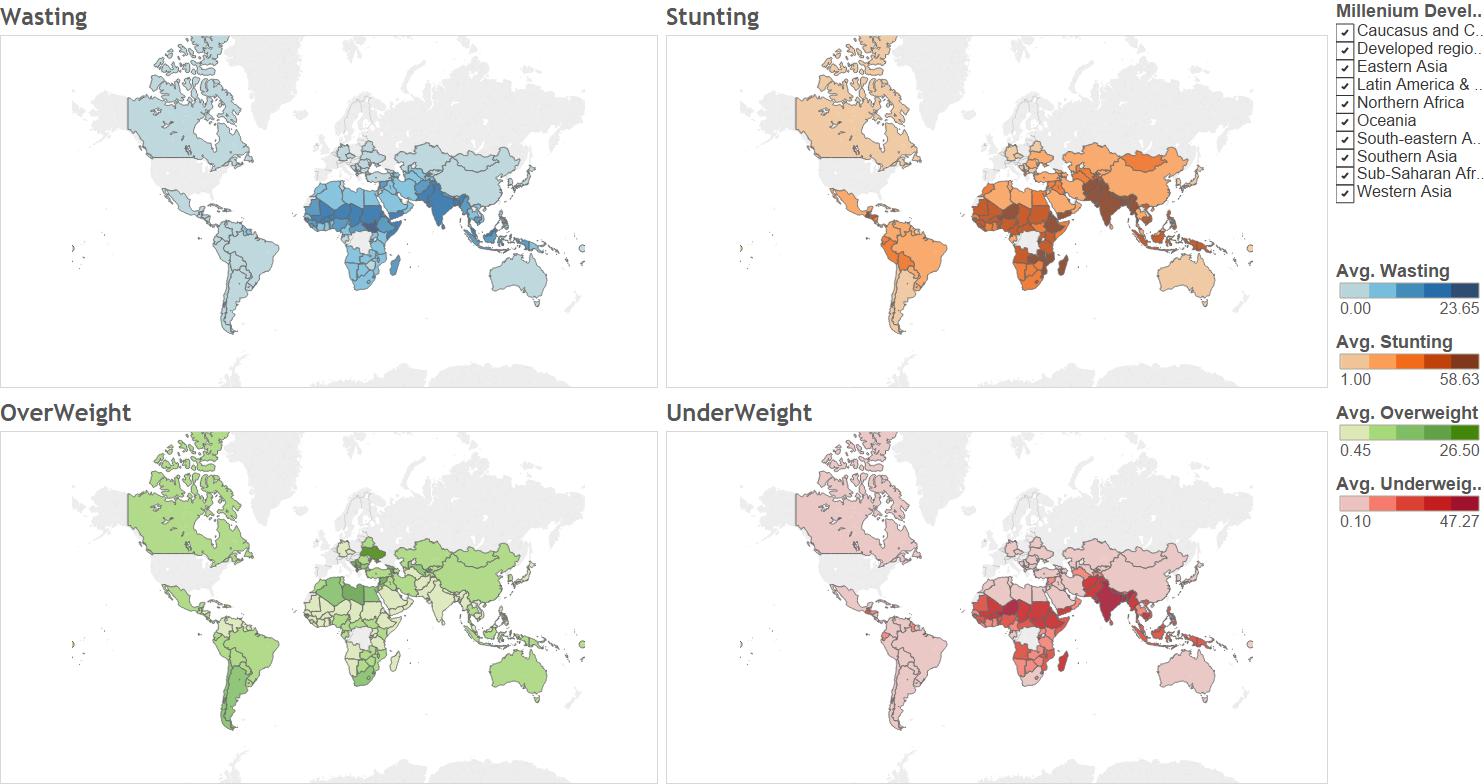 Wasting
Stunting
OverWeight
UnderWeight
Millenium Devel..
Caucasus and C..
Developed regio..
Eastern Asia
Latin America & ..
Northern Africa
Oceania
South-eastern A..
Southern Asia
Sub-Saharan Afr..
Western Asia
Avg. Wasting
0.00 23.65
Avg. Stunting
1.00 58.63
Avg. Overweight
0.45 26.50
Avg. Underweig..
0.10 47.27